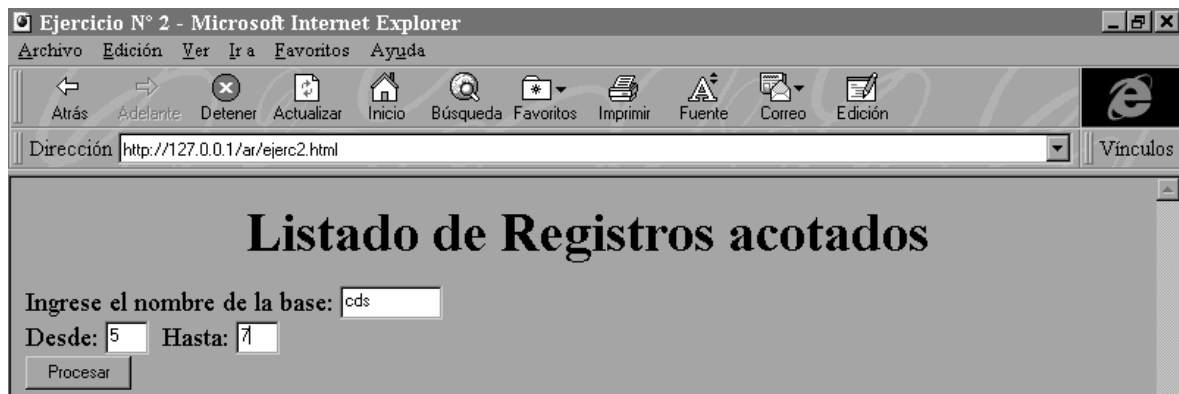 Ejercicio N° 2 - Microsoft Internet Explorer
Archivo Edición Ver Ir a Favoritos Ayuda
Atrás Adelante Detener Actualizar Inicio Búsqueda Favoritos Imprimir Fuente Correo Edición
Dirección http://127.0.0.1/ar/ejerc2.html Vínculos
Listado de Registros acotados
Ingrese el nombre de la base: cds
Desde: 5 Hasta: 7
Procesar